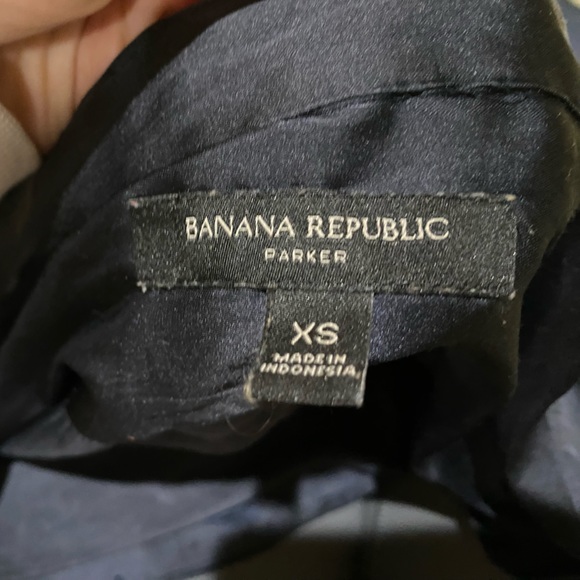 BANANA REPUBLIC
PARKER
XS
MADE IN
INDONESIA